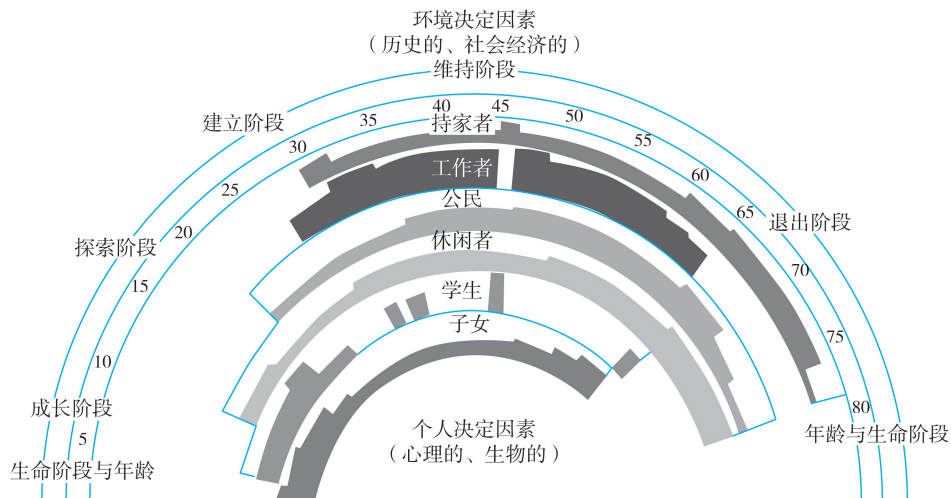 环境决定因素
（历史的、社会经济的）
维持阶段
建立阶段
探索阶段
成长阶段
生命阶段与年龄
5
10
15
20
25
30
35
40
45
50
55
60
65
70
75
80
退出阶段
年龄与生命阶段
持家者
工作者
公民
休闲者
学生
子女
个人决定因素
（心理的、生物的）